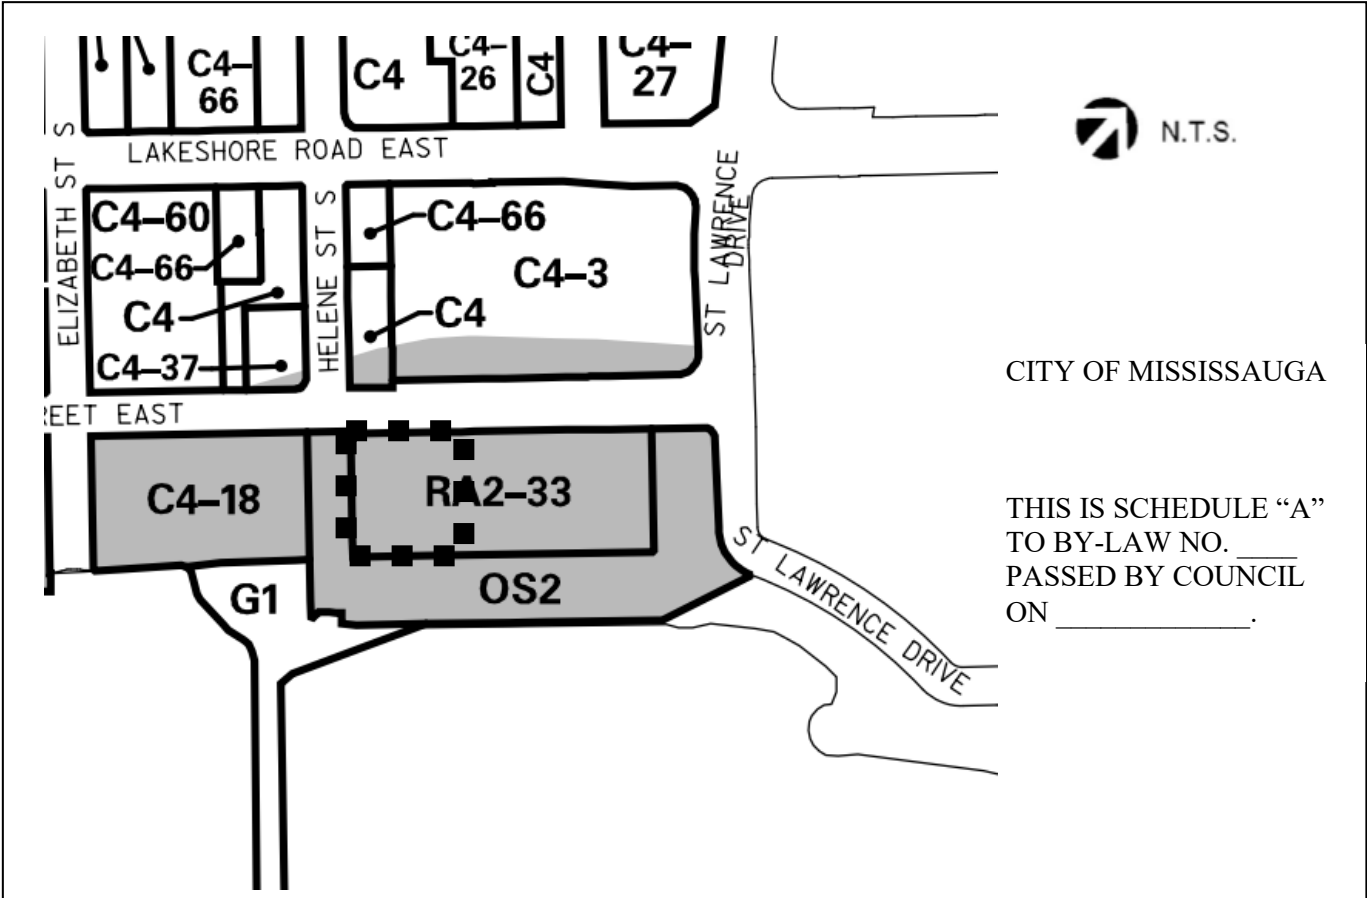 C4–
66
C4
C4–
26
C4
C4–
27
N.T.S.
LAKESHORE ROAD EAST
ELIZABETH ST S
HELENE ST S
ST LAWRENCE
DRIVE
C4–60
C4–66
C4
C4–37
C4–66
C4
C4–3
REET EAST
C4–18
RA2–33
OS2
G1
ST LAWRENCE DRIVE
CITY OF MISSISSAUGA
THIS IS SCHEDULE “A”
TO BY-LAW NO. ____
PASSED BY COUNCIL
ON _____________.